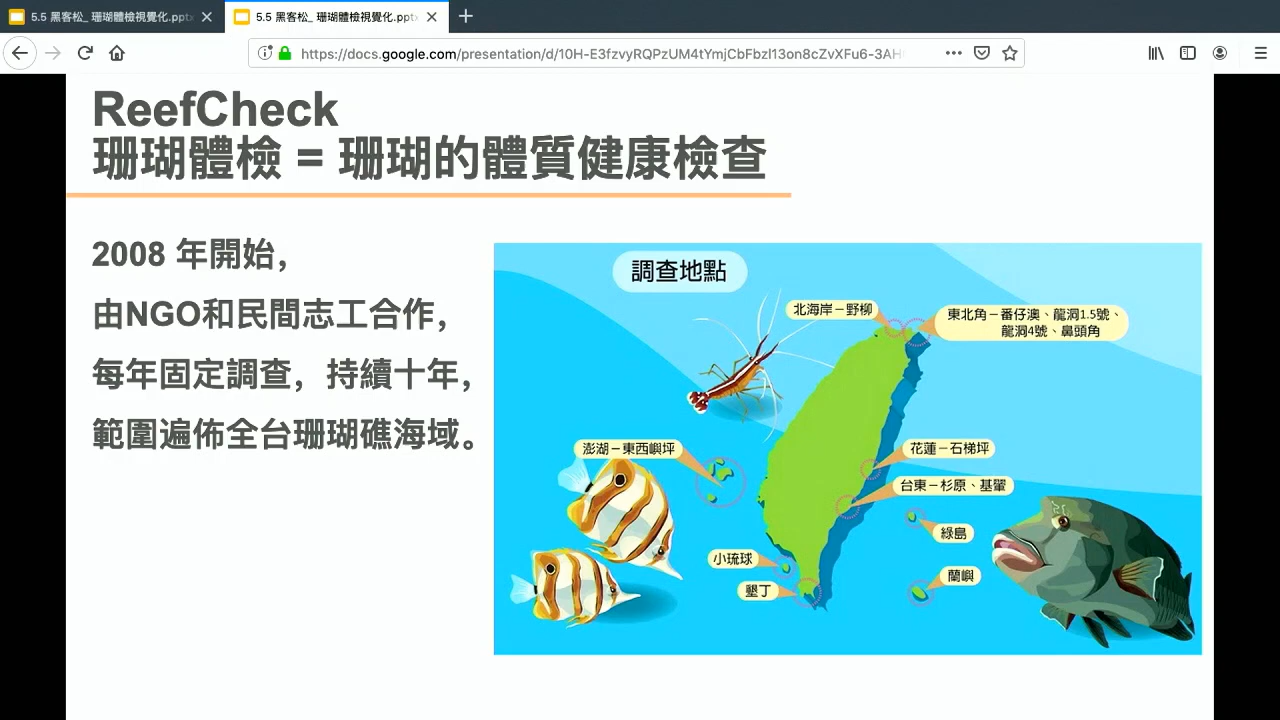 5.5 黑客松_ 珊瑚體檢視覺化.pptx
5.5 黑客松_ 珊瑚體檢視覺化.pptx
https://docs.google.com/presentation/d/10H-E3fzvyRQPzUM4tYmjCbFbzl13on8cZvXFu6-3AH
ReefCheck
珊瑚體檢 = 珊瑚的體質健康檢查
2008 年開始，
由NGO和民間志工合作，
每年固定調查，持續十年，
範圍遍佈全台珊瑚礁海域。
調查地點
北海岸－野柳
東北角－番仔澳、龍洞1.5號、
龍洞4號、鼻頭角
澎湖－東西嶼坪
花蓮－石梯坪
台東－杉原、基翬
綠島
小琉球
蘭嶼
墾丁